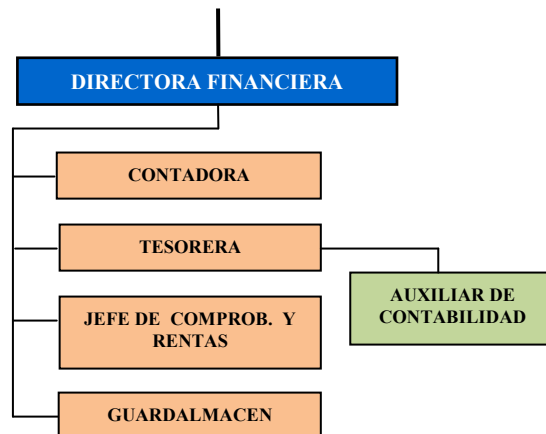 DIRECTORA FINANCIERA
CONTADORA
TESORERA
AUXILIAR DE
CONTABILIDAD
JEFE DE COMPROB. Y
RENTAS
GUARDALMACEN